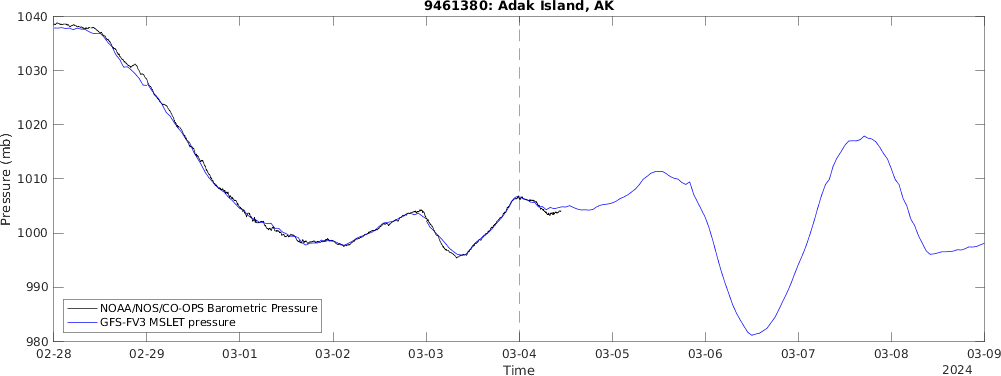 9461380: Adak Island, AK
1040
1030
1020
1010
1000
990
980
Pressure (mb)
NOAA/NOS/CO-OPS Barometric Pressure
GFS-FV3 MSLET pressure
02-28 02-29 03-01 03-02 03-03 03-04 03-05 03-06 03-07 03-08 03-09
Time
2024